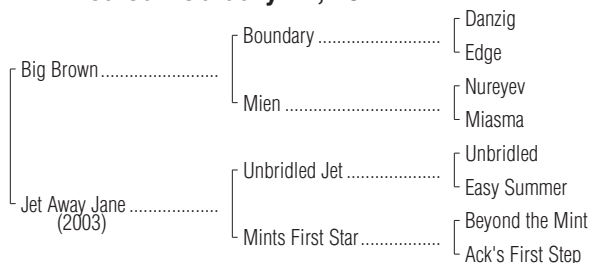 Danzig
Boundary ............................
Edge
Big Brown ...........................
Nureyev
Mien ....................................
Miasma
Unbridled
Unbridled Jet ......................
Easy Summer
Jet Away Jane .....................
(2003)
Beyond the Mint
Mints First Star ...................
Ack's First Step